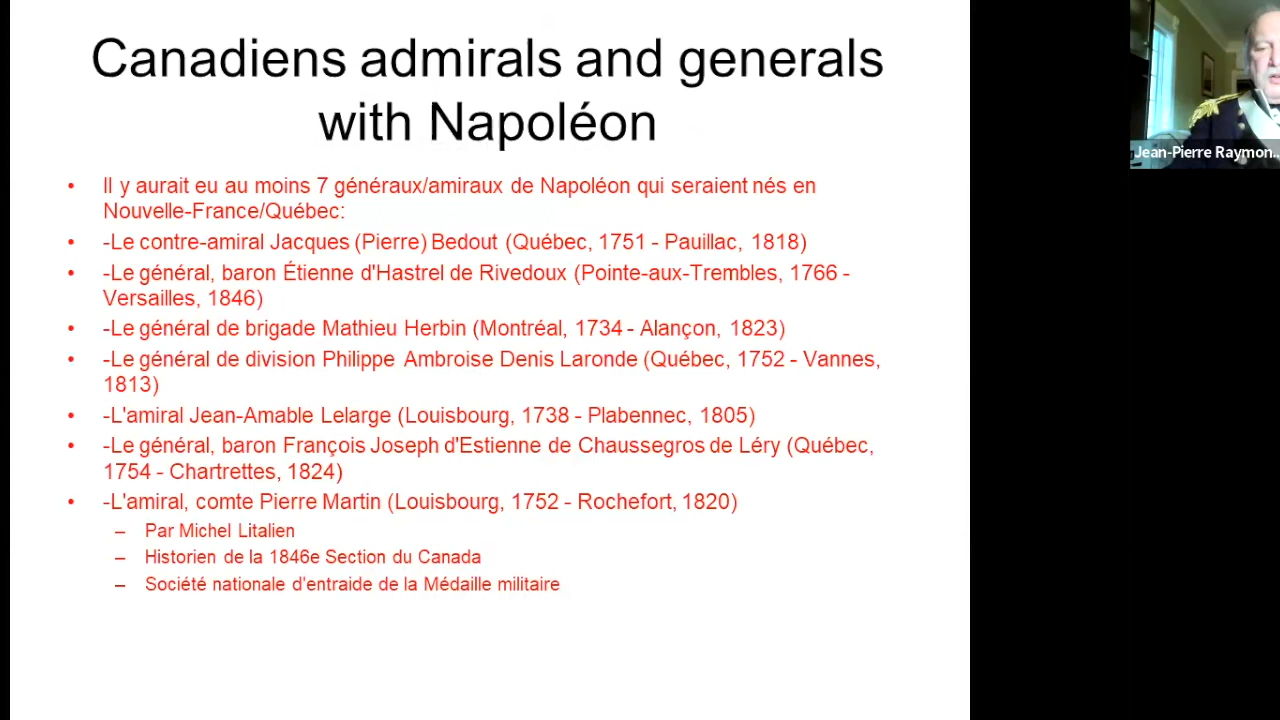 Canadiens admirals and generals
with Napoléon
• Il y aurait eu au moins 7 généraux/amiraux de Napoléon qui seraient nés en
Nouvelle-France/Québec:
• -Le contre-amiral Jacques (Pierre) Bedout (Québec, 1751 - Pauillac, 1818)
• -Le général, baron Étienne d'Hastrel de Rivedoux (Pointe-aux-Trembles, 1766 -
Versailles, 1846)
• -Le général de brigade Mathieu Herbin (Montréal, 1734 - Alançon, 1823)
• -Le général de division Philippe Ambroise Denis Laronde (Québec, 1752 - Vannes,
1813)
• -L'amiral Jean-Amable Lelarge (Louisbourg, 1738 - Plabennec, 1805)
• -Le général, baron François Joseph d'Estienne de Chaussegros de Léry (Québec,
1754 - Chartrettes, 1824)
• -L'amiral, comte Pierre Martin (Louisbourg, 1752 - Rochefort, 1820)
– Par Michel Litalien
– Historien de la 1846e Section du Canada
– Société nationale d'entraide de la Médaille militaire
Jean-Pierre Raymon...